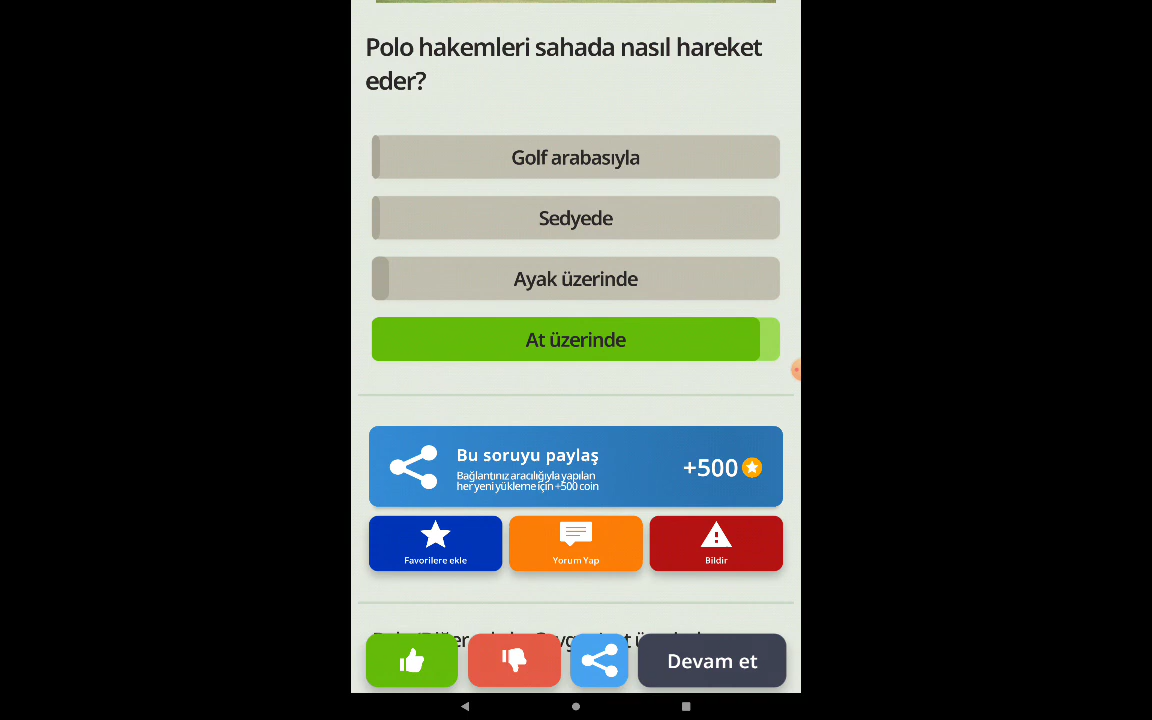 Polo hakemleri sahada nasıl hareket
eder?
Golf arabasıyla
Sedyede
Ayak üzerinde
At üzerinde
Bu soruyu paylaş
Bağlantınız aracılığıyla yapılan
her yeni yükleme için +500 coin
+500
Favorilere ekle
Yorum Yap
Bildir
Devam et